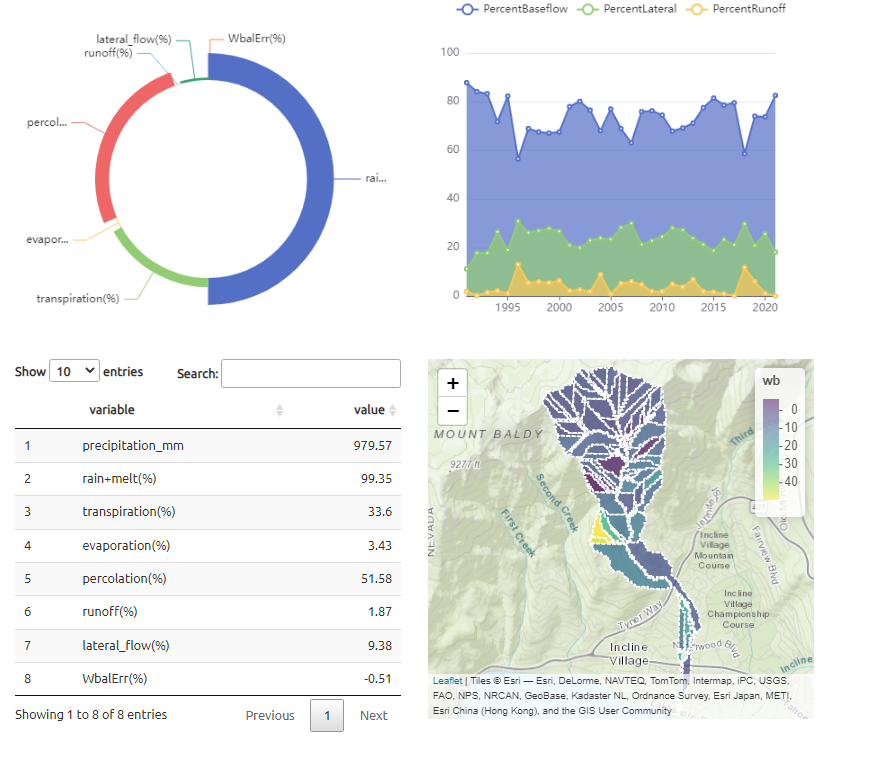 PercentBaseflow PercentLateral PercentRunoff
lateral_flow(%)
WbalErr(%)
runoff(%)
percol...
rai...
evapor...
transpiration(%)
100
80
60
40
20
0
1995 2000 2005 2010 2015 2020
Show 10 entries
Search:
variable value
1 precipitation_mm 979.57
2 rain+melt(%) 99.35
3 transpiration(%) 33.6
4 evaporation(%) 3.43
5 percolation(%) 51.58
6 runoff(%) 1.87
7 lateral_flow(%) 9.38
8 WbalErr(%) -0.51
Showing 1 to 8 of 8 entries
Previous 1 Next
+
−
wb
0
10
20
30
40
MOUNT BALDY
9277 ft
Third
Second Creek
First Creek
NEVADA
431
Fairview Blvd
Incline
Village
Mountain
Course
Incline
Village
Championship
Course
Tyner Way
Incline
Village
Incline
Leaflet | Tiles © Esri — Esri, DeLorme, NAVTEQ, TomTom, Intermap, iPC, USGS,
FAO, NPS, NRCAN, GeoBase, Kadaster NL, Ordnance Survey, Esri Japan, METI,
Esri China (Hong Kong), and the GIS User Community